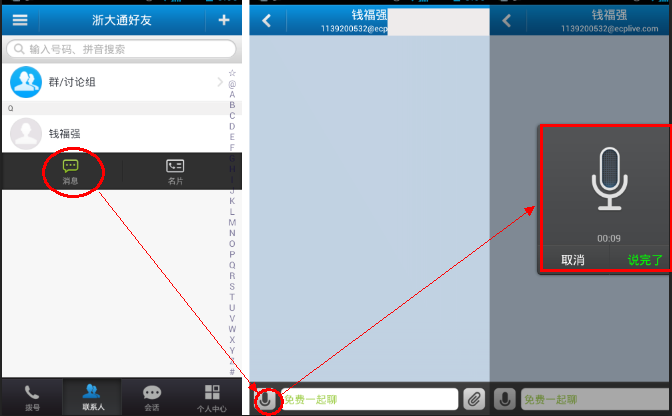 浙大通好友
输入号码、拼音搜索
群/讨论组
Q
钱福强
消息
名片
☆
@
A
B
C
D
E
F
G
H
I
J
K
L
M
N
O
P
Q
R
S
T
U
V
W
X
Y
Z
#
拨号
联系人
会话
个人中心
钱福强
1139200532@ecp
免费一起聊
钱福强
1139200532@ecplive.com
00:09
取消
说完了
免费一起聊